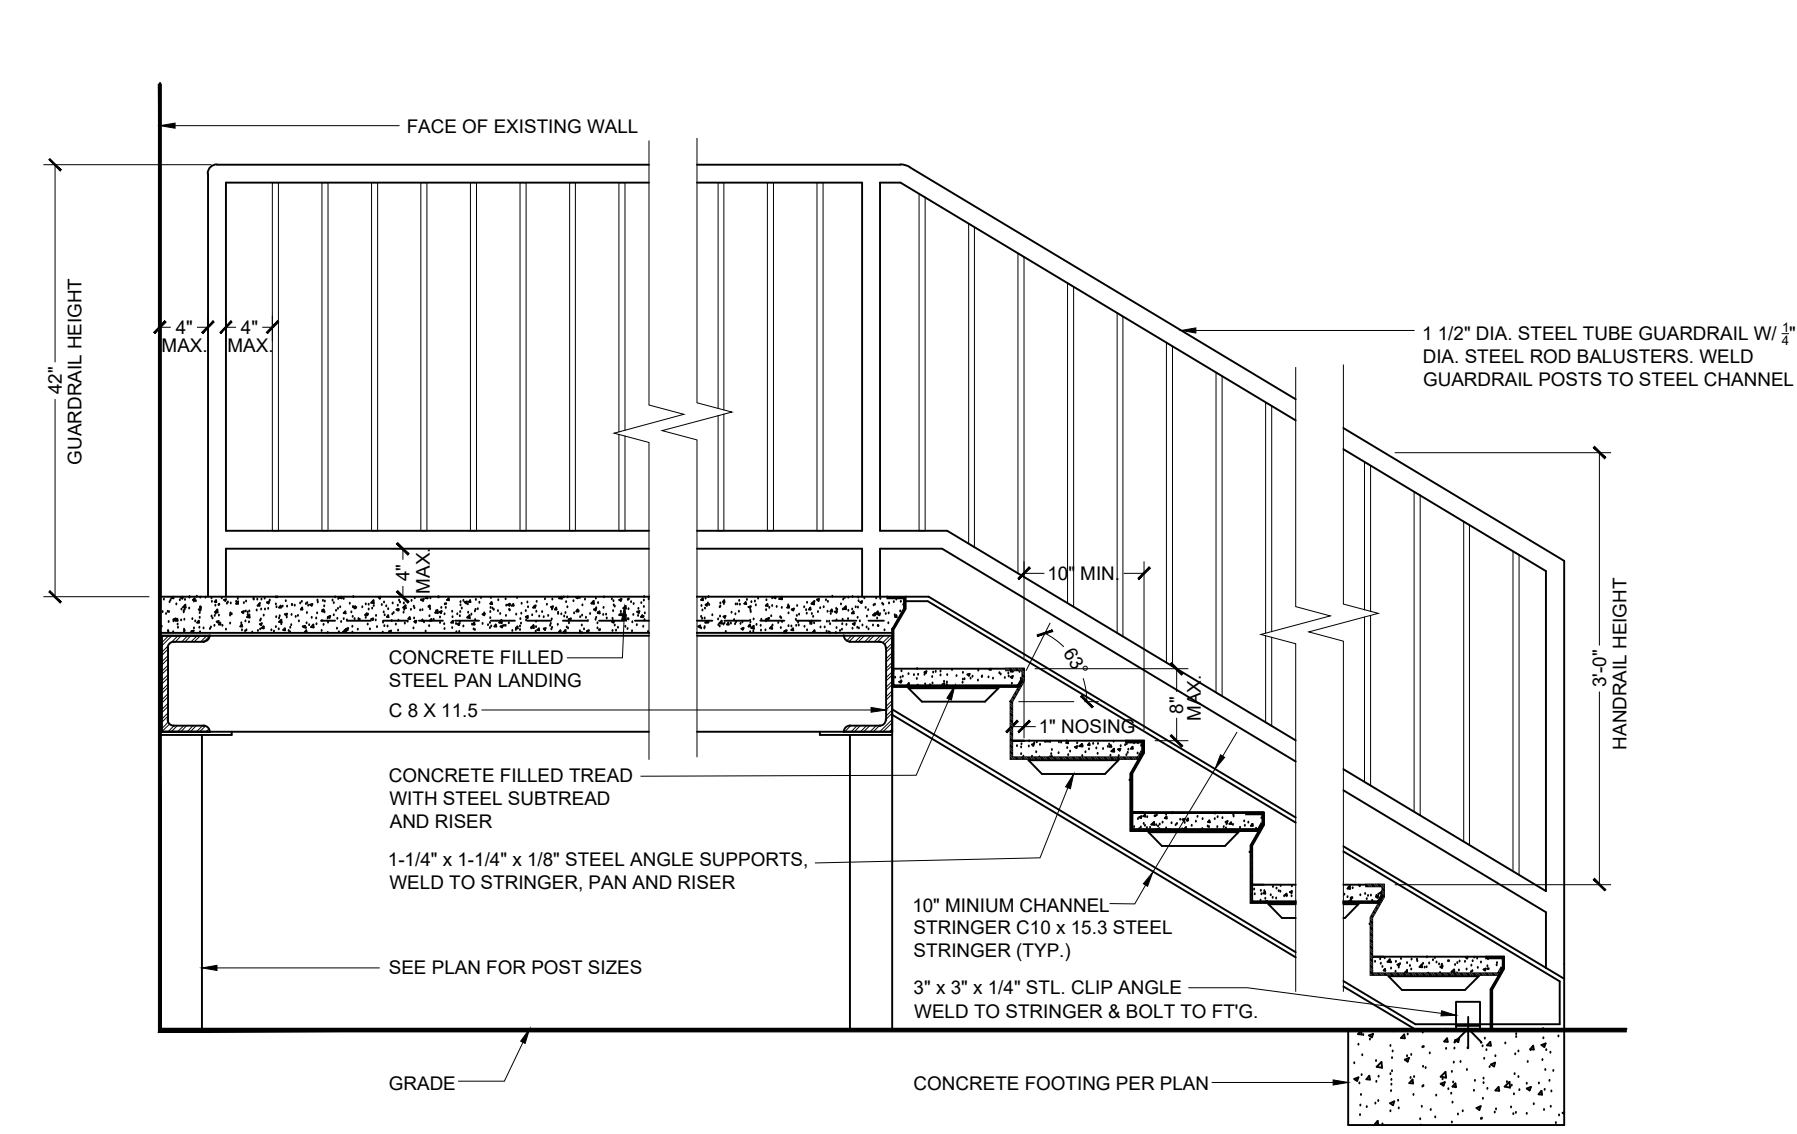 FACE OF EXISTING WALL
42"
GUARDRAIL HEIGHT
4"
MAX.
4"
MAX.
1 1/2" DIA. STEEL TUBE GUARDRAIL W/ 1/4"
DIA. STEEL ROD BALUSTERS. WELD
GUARDRAIL POSTS TO STEEL CHANNEL
4"
MAX.
10" MIN.
63°
8"
MAX.
1" NOSING
3'-0"
HANDRAIL HEIGHT
CONCRETE FILLED
STEEL PAN LANDING
C 8 X 11.5
CONCRETE FILLED TREAD
WITH STEEL SUBTREAD
AND RISER
1-1/4" x 1-1/4" x 1/8" STEEL ANGLE SUPPORTS,
WELD TO STRINGER, PAN AND RISER
10" MINIUM CHANNEL
STRINGER C10 x 15.3 STEEL
STRINGER (TYP.)
SEE PLAN FOR POST SIZES
3" x 3" x 1/4" STL. CLIP ANGLE
WELD TO STRINGER & BOLT TO FT'G.
GRADE
CONCRETE FOOTING PER PLAN